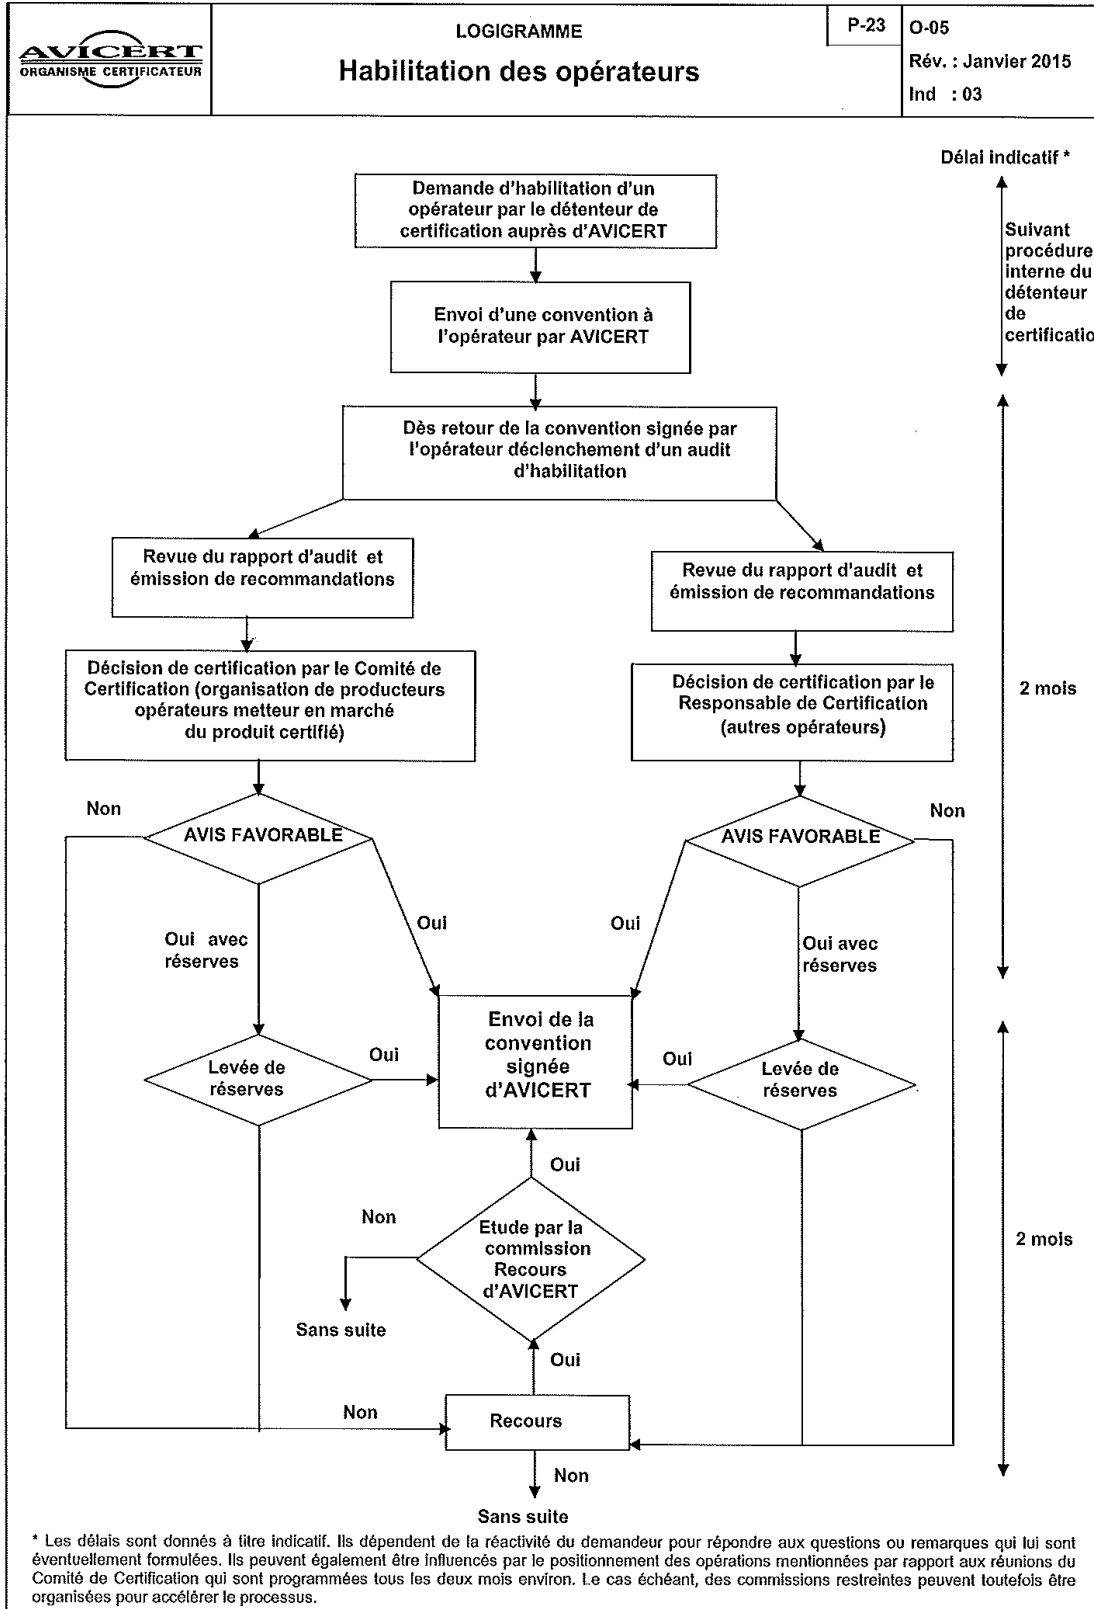 AVICERT
ORGANISME CERTIFICATEUR
LOGIGRAMME
Habilitation des opérateurs
P-23
O-05
Rév. : Janvier 2015
Ind : 03
Délai indicatif *
Demande d'habilitation d'un
opérateur par le détenteur de
certification auprès d'AVICERT
Suivant
procédure
interne du
détenteur
de
certificatio
Envoi d'une convention à
l'opérateur par AVICERT
Dès retour de la convention signée par
l'opérateur déclenchement d'un audit
d'habilitation
Revue du rapport d'audit et
émission de recommandations
Revue du rapport d'audit et
émission de recommandations
Décision de certification par le Comité de
Certification (organisation de producteurs
opérateurs metteur en marché
du produit certifié)
Décision de certification par le
Responsable de Certification
(autres opérateurs)
2 mois
Non
AVIS FAVORABLE
AVIS FAVORABLE
Non
Oui
Oui
Oui avec
réserves
Oui avec
réserves
Envoi de la
convention
signée
d'AVICERT
Levée de
réserves
Oui
Oui
Levée de
réserves
Oui
Non
Etude par la
commission
Recours
d'AVICERT
2 mois
Sans suite
Oui
Non
Recours
Non
Sans suite
* Les délais sont donnés à titre indicatif. Ils dépendent de la réactivité du demandeur pour répondre aux questions ou remarques qui lui sont
éventuellement formulées. Ils peuvent également être influencés par le positionnement des opérations mentionnées par rapport aux réunions du
Comité de Certification qui sont programmées tous les deux mois environ. Le cas échéant, des commissions restreintes peuvent toutefois être
organisées pour accélérer le processus.